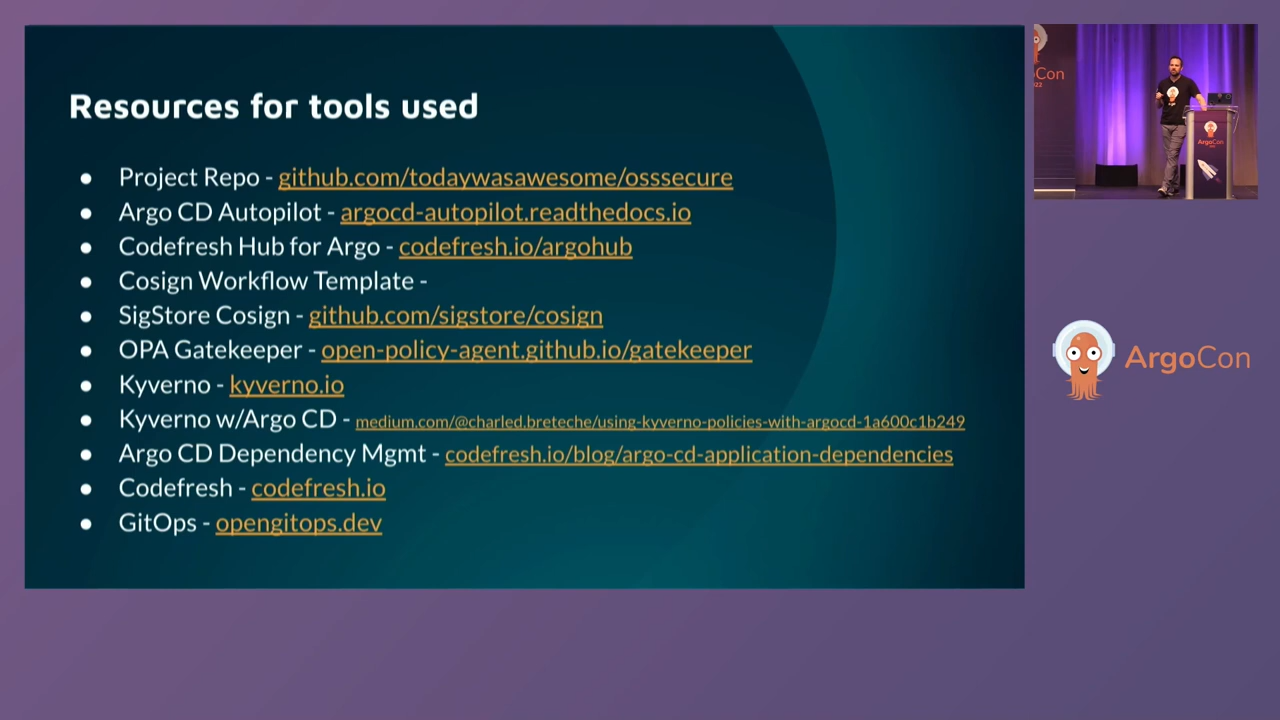 Resources for tools used
● Project Repo - github.com/todaywasawesome/osssecure
● Argo CD Autopilot - argocd-autopilot.readthedocs.io
● Codefresh Hub for Argo - codefresh.io/argohub
● Cosign Workflow Template -
● SigStore Cosign - github.com/sigstore/cosign
● OPA Gatekeeper - open-policy-agent.github.io/gatekeeper
● Kyverno - kyverno.io
● Kyverno w/Argo CD - medium.com/@charled.breteche/using-kyverno-policies-with-argocd-1a600c1b249
● Argo CD Dependency Mgmt - codefresh.io/blog/argo-cd-application-dependencies
● Codefresh - codefresh.io
● GitOps - opengitops.dev
Con
ArgoCon
ArgoCon